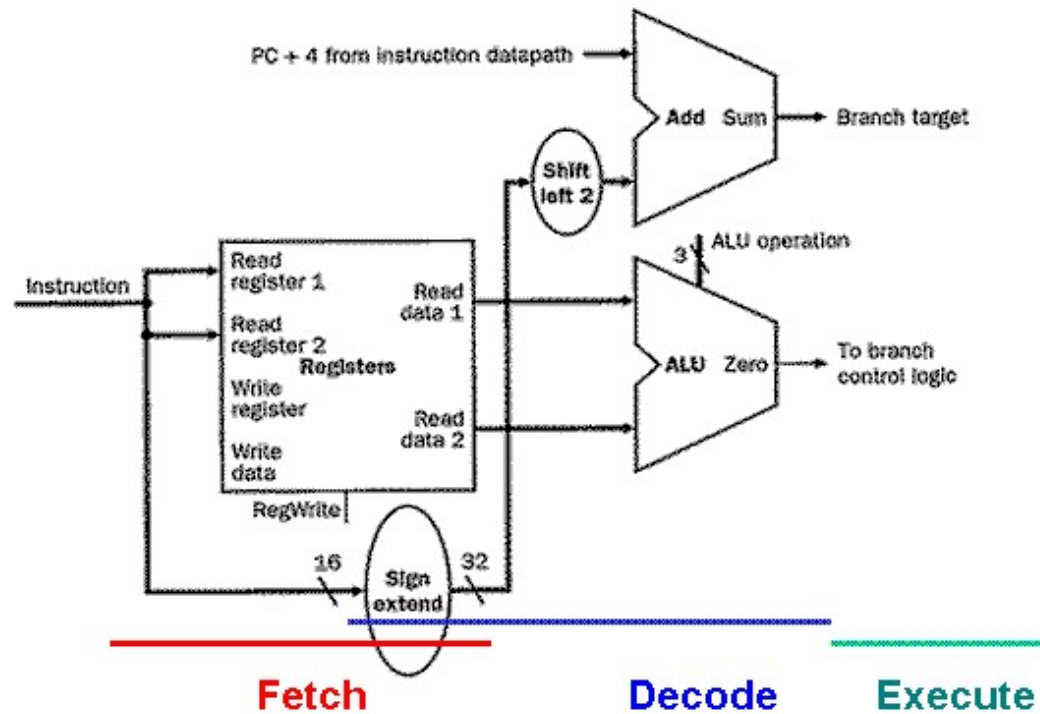 PC + 4 from instruction datapath
Add Sum
Branch target
Shift
left 2
ALU operation
3
Instruction
Read
register 1
Read
data 1
Read
register 2
Registers
ALU Zero
To branch
control logic
Write
register
Read
data 2
Write
data
RegWrite
16
32
Sign
extend
Fetch
Decode
Execute